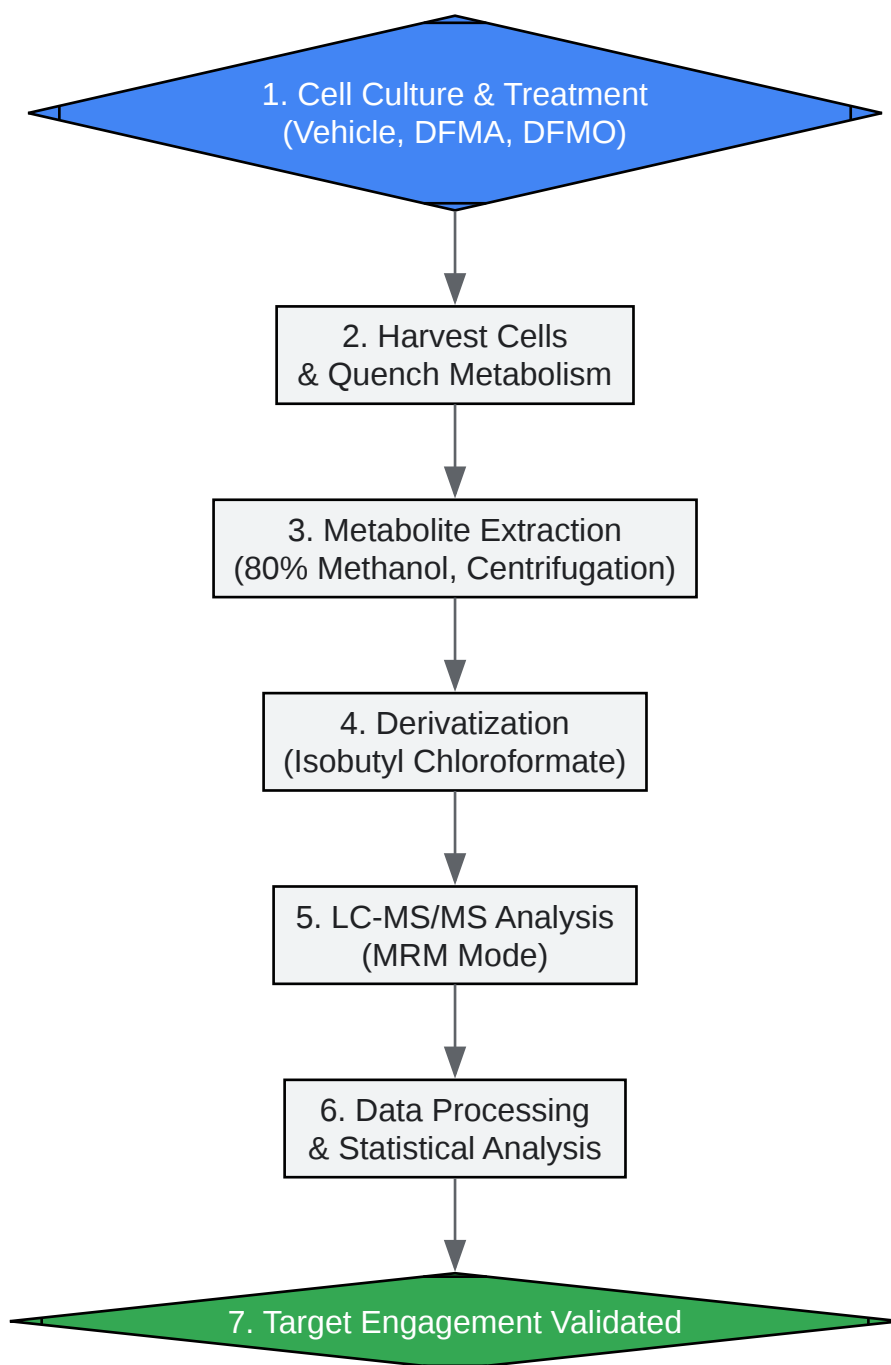 1. Cell Culture & Treatment
(Vehicle, DFMA, DFMO)
2. Harvest Cells
& Quench Metabolism
3. Metabolite Extraction
(80% Methanol, Centrifugation)
4. Derivatization
(Isobutyl Chloroformate)
5. LC-MS/MS Analysis
(MRM Mode)
6. Data Processing
& Statistical Analysis
7. Target Engagement Validated